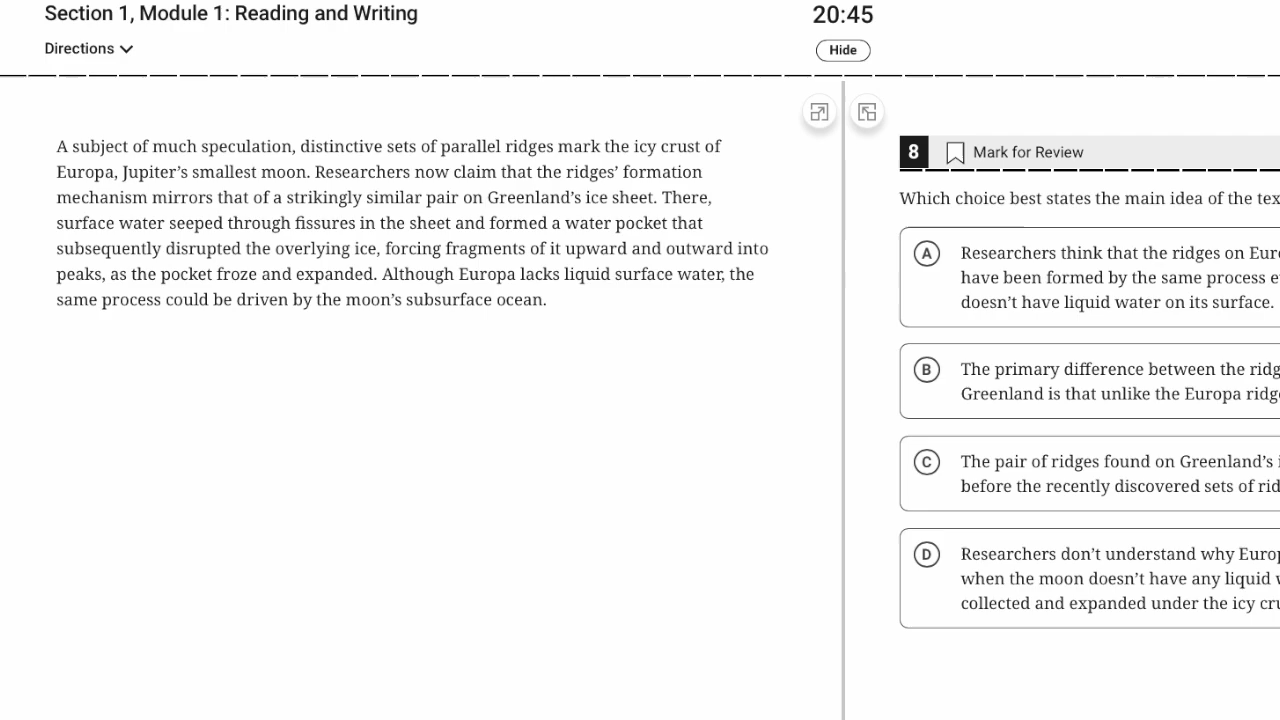 Section 1, Module 1: Reading and Writing
20:45
Directions
Hide
A subject of much speculation, distinctive sets of parallel ridges mark the icy crust of
Europa, Jupiter’s smallest moon. Researchers now claim that the ridges’ formation
mechanism mirrors that of a strikingly similar pair on Greenland’s ice sheet. There,
surface water seeped through fissures in the sheet and formed a water pocket that
subsequently disrupted the overlying ice, forcing fragments of it upward and outward into
peaks, as the pocket froze and expanded. Although Europa lacks liquid surface water, the
same process could be driven by the moon’s subsurface ocean.
8
Mark for Review
Which choice best states the main idea of the
A
Researchers think that the ridges on
have been formed by the same process
doesn’t have liquid water on its surface.
B
The primary difference between the
Greenland is that unlike the Europa
C
The pair of ridges found on Greenland’s
before the recently discovered sets of
D
Researchers don’t understand why
when the moon doesn’t have any liquid
collected and expanded under the icy